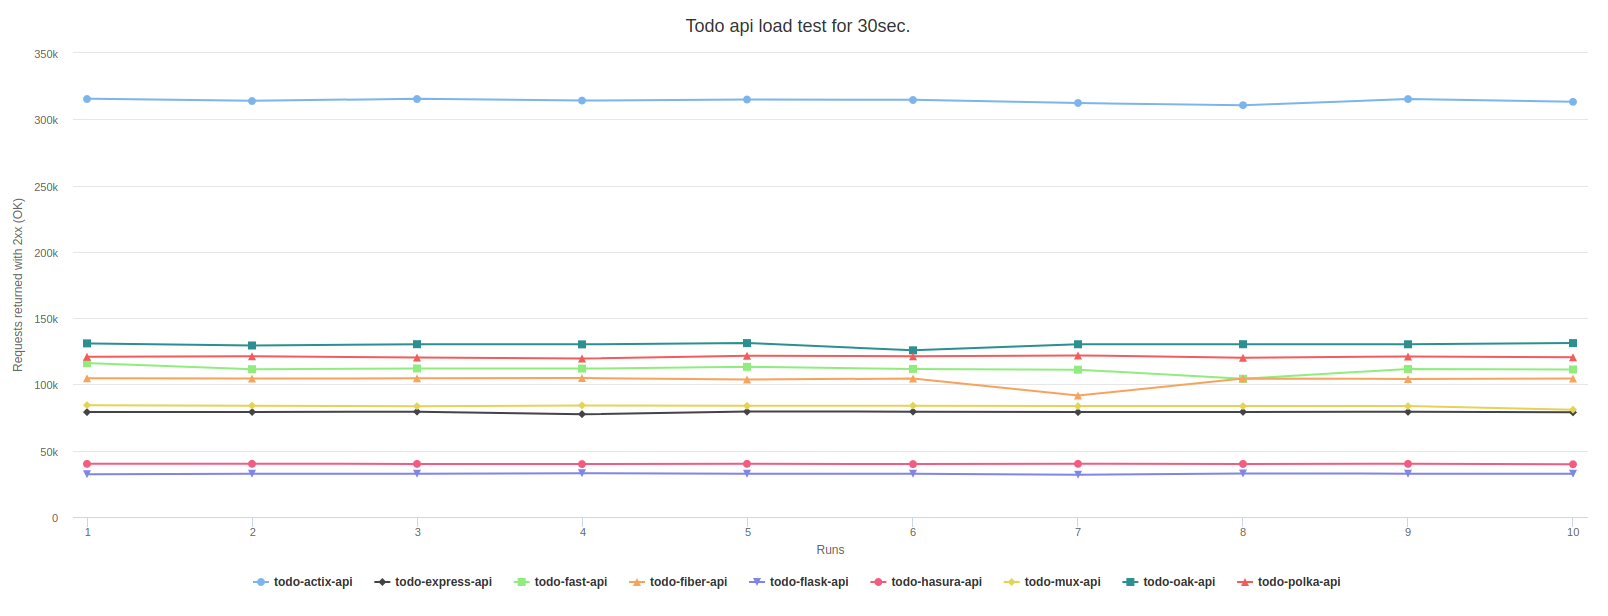 Todo api load test for 30sec.
350k
300k
250k
200k
150k
100k
50k
0
Requests returned with 2xx (OK)
1 2 3 4 5 6 7 8 9 10
Runs
todo-actix-api todo-express-api todo-fast-api todo-fiber-api todo-flask-api todo-hasura-api todo-mux-api todo-oak-api todo-polka-api